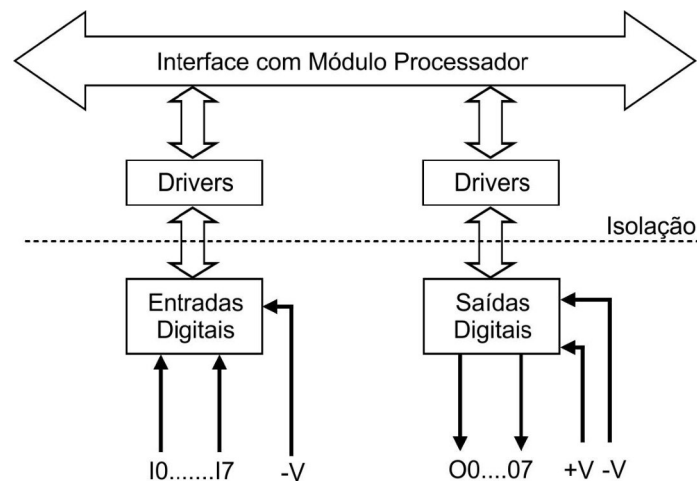 Interface com Módulo Processador
Drivers
Drivers
Isolação
Entradas
Digitais
Saídas
Digitais
I0.......I7
-V
O0....07
+V
-V